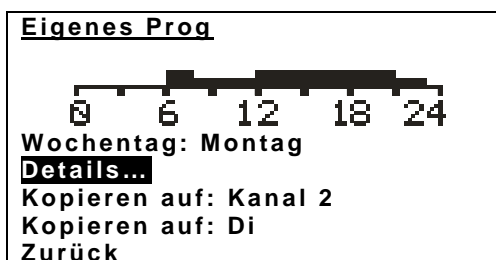 Eigenes Prog
0 6 12 18 24
Wochentag: Montag
Details...
Kopieren auf: Kanal 2
Kopieren auf: Di
Zurück